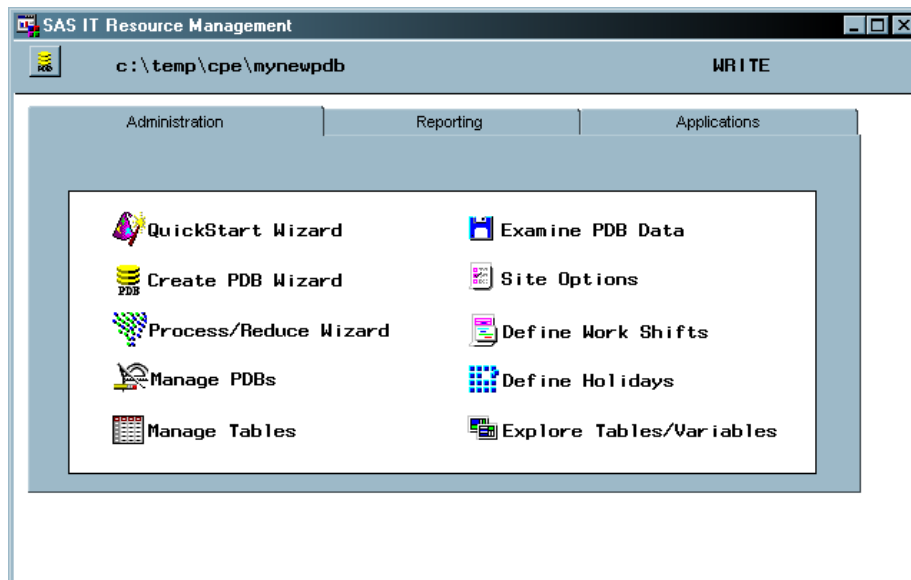 SAS IT Resource Management
c:\temp\cpe\mynewpdb WRITE
Administration Reporting Applications
QuickStart Wizard Examine PDB Data
Create PDB Wizard Site Options
Process/Reduce Wizard Define Work Shifts
Manage PDBs Define Holidays
Manage Tables Explore Tables/Variables